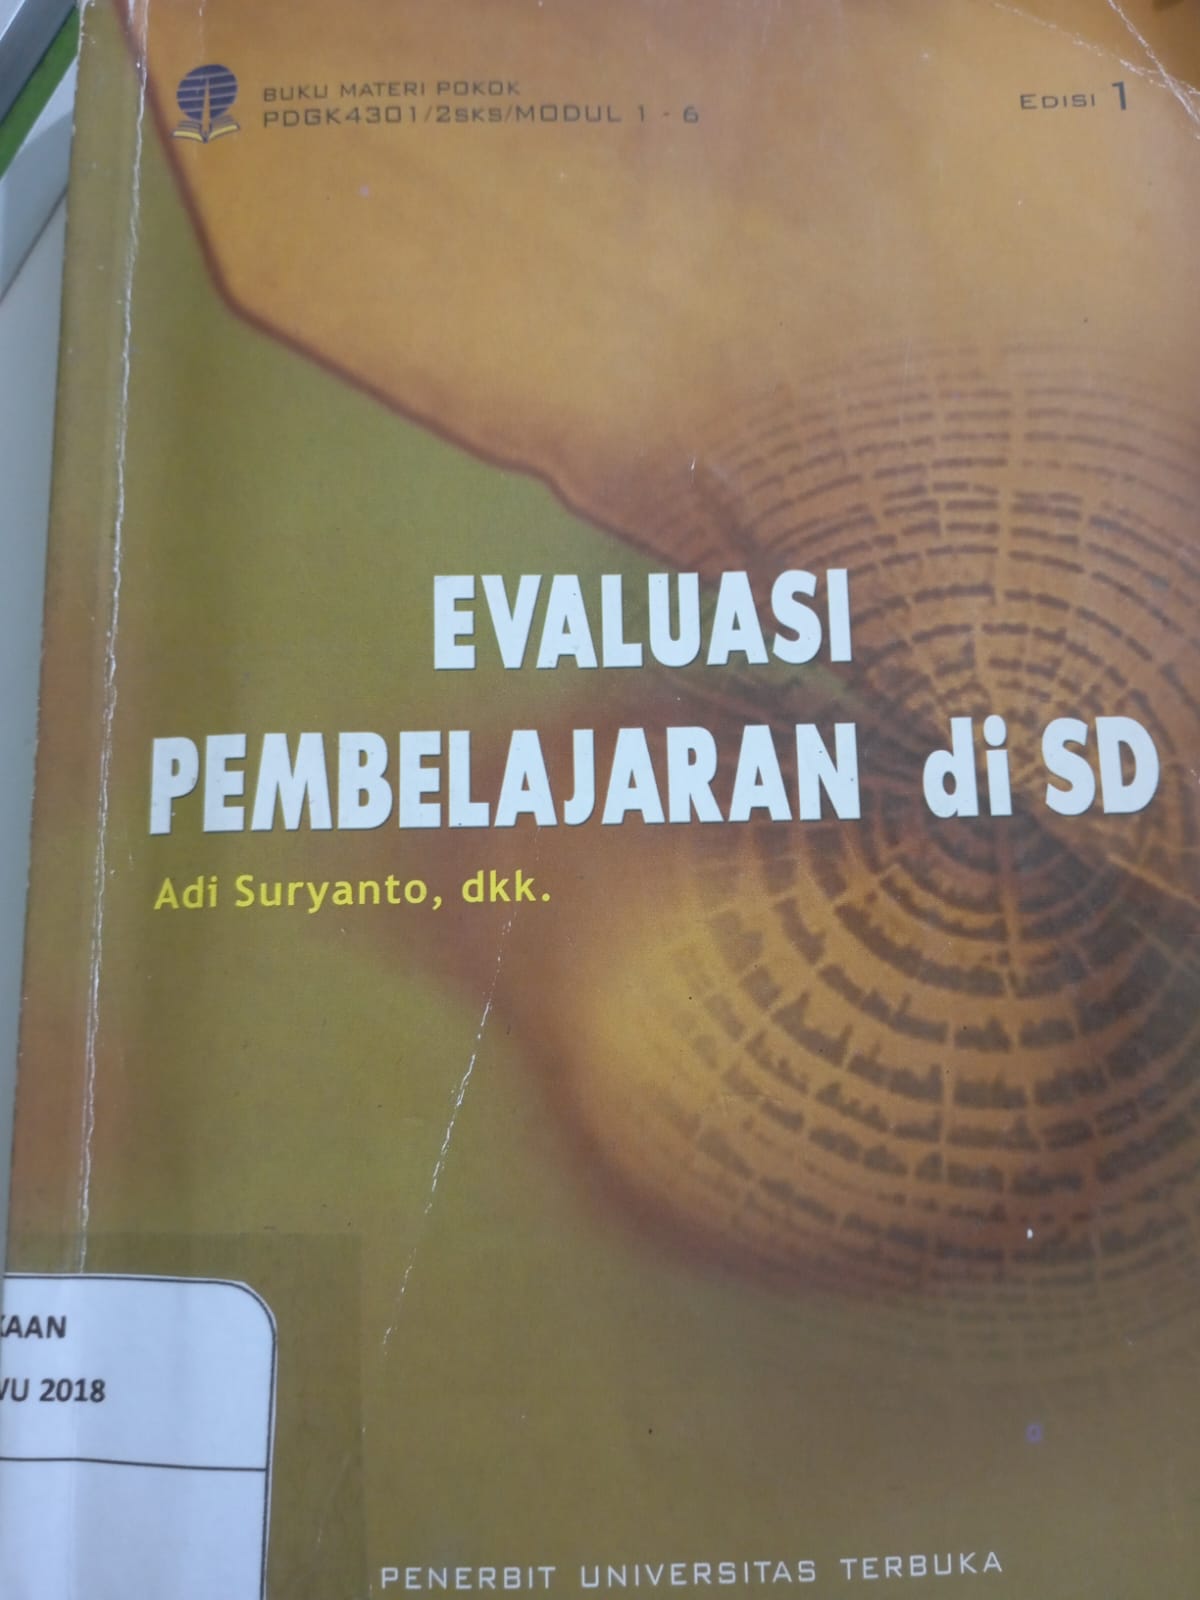 BUKU MATERI POKOK
PDGK4301/2SKS/MODUL 1 - 6
EDISI 1
EVALUASI
PEMBELAJARAN di SD
Adi Suryanto, dkk.
KAAN
WU 2018
PENERBIT UNIVERSITAS TERBUKA